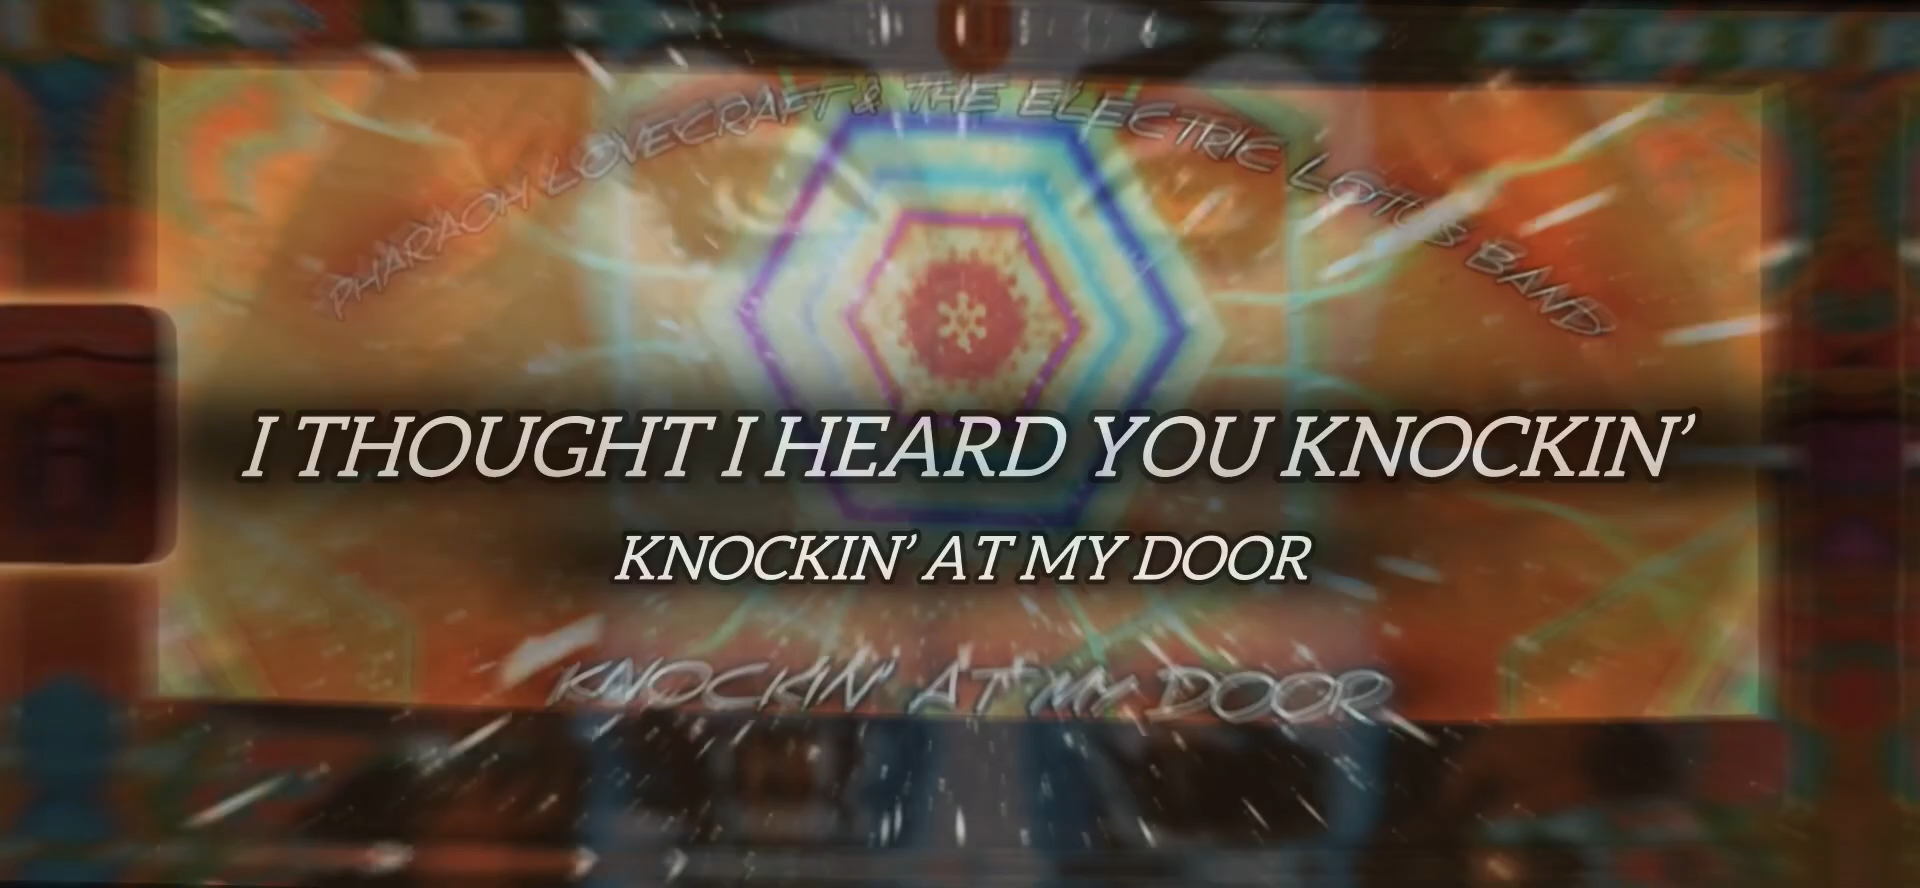 PHARAOH LOVECRAFT & THE ELECTRIC LOTUS BAND
I THOUGHT I HEARD YOU KNOCKIN’
KNOCKIN’ AT MY DOOR
KNOCKIN’ AT MY DOOR